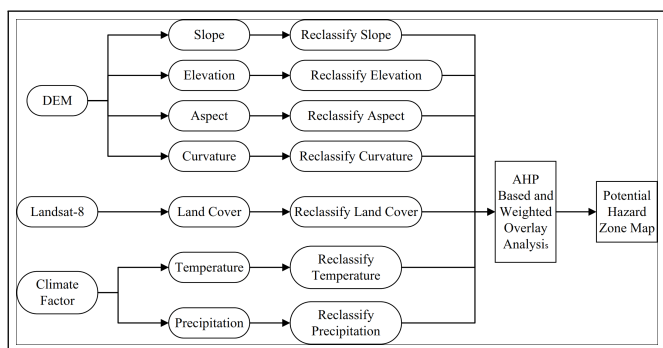 Slope
Reclassify Slope
Elevation
Reclassify Elevation
DEM
Aspect
Reclassify Aspect
Curvature
Reclassify Curvature
AHP
Based and
Weighted
Overlay
Analysis
Potential
Hazard
Zone Map
Landsat-8
Land Cover
Reclassify Land Cover
Climate
Factor
Temperature
Reclassify
Temperature
Precipitation
Reclassify
Precipitation